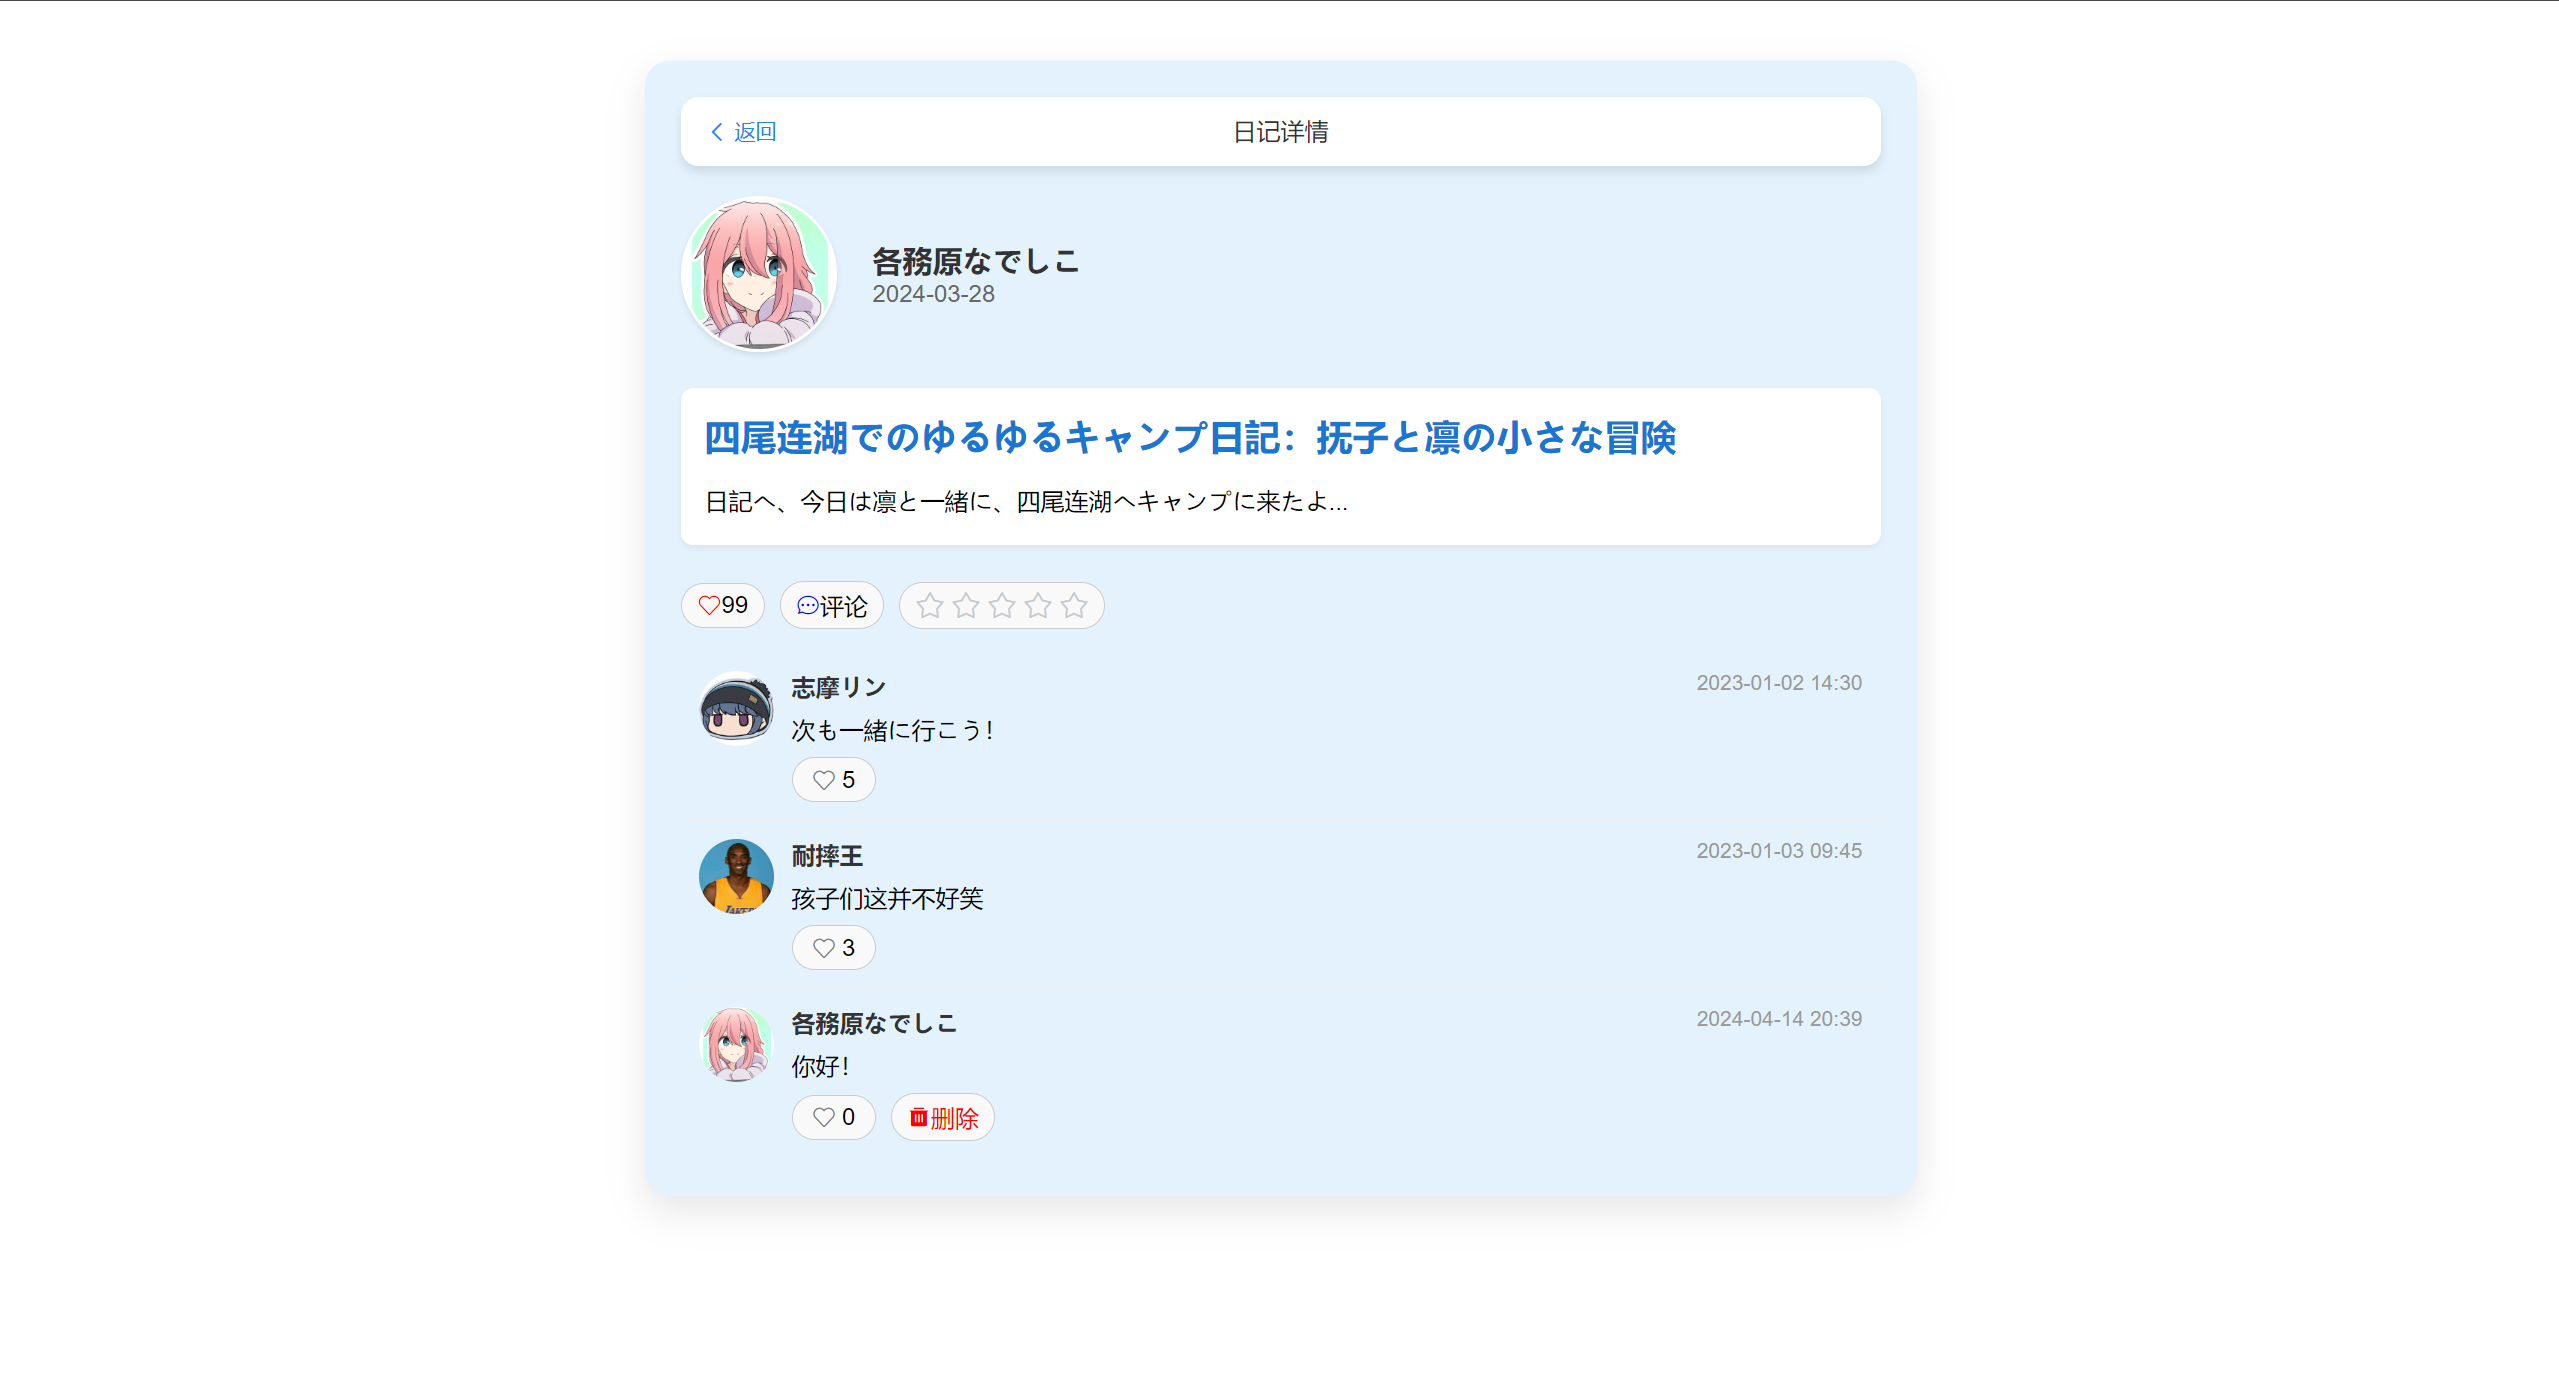 返回
日记详情
各務原なでしこ
2024-03-28
四尾连湖でのゆるゆるキャンプ日記：抚子と凛の小さな冒険
日記へ、今日は凛と一緒に、四尾连湖へキャンプに来たよ...
99
评论
志摩リン
2023-01-02 14:30
次も一緒に行こう！
5
耐摔王
2023-01-03 09:45
孩子们这并不好笑
3
各務原なでしこ
2024-04-14 20:39
你好！
0
删除